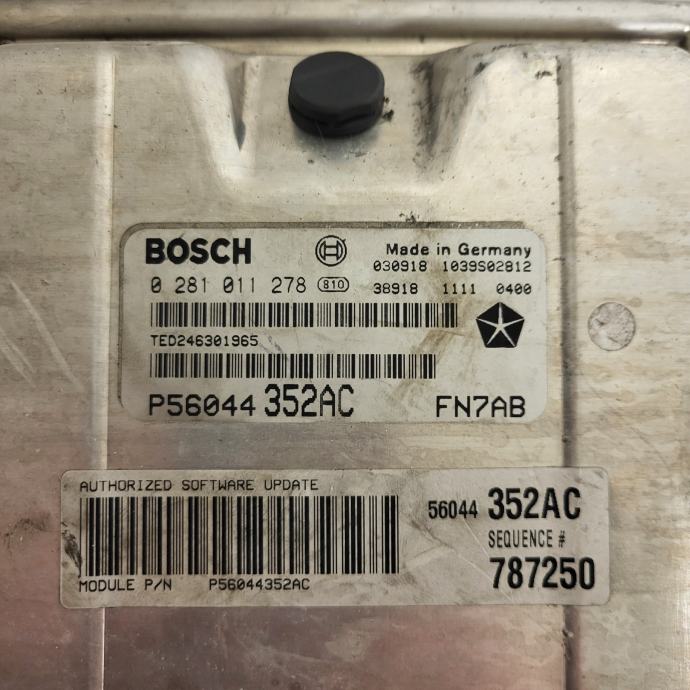 BOSCH Made in Germany
030918 1039S02812
0 281 011 278 810 38918 1111 0400
TED246301965
P56044 352AC FN7AB
AUTHORIZED SOFTWARE UPDATE
56044 352AC
SEQUENCE #
787250
MODULE P/N P56044352AC